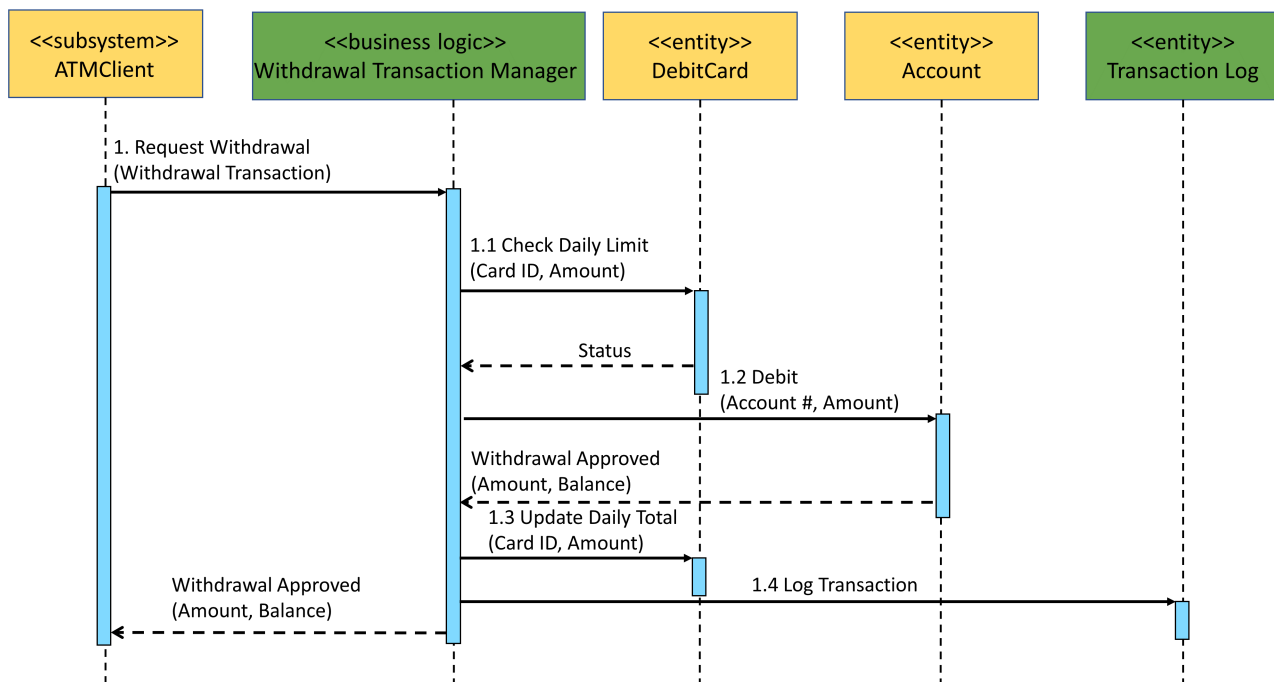 <<subsystem>>
ATMClient
<<business logic>>
Withdrawal Transaction Manager
<<entity>>
DebitCard
<<entity>>
Account
<<entity>>
Transaction Log
1. Request Withdrawal
(Withdrawal Transaction)
1.1 Check Daily Limit
(Card ID, Amount)
Status
1.2 Debit
(Account #, Amount)
Withdrawal Approved
(Amount, Balance)
1.3 Update Daily Total
(Card ID, Amount)
Withdrawal Approved
(Amount, Balance)
1.4 Log Transaction